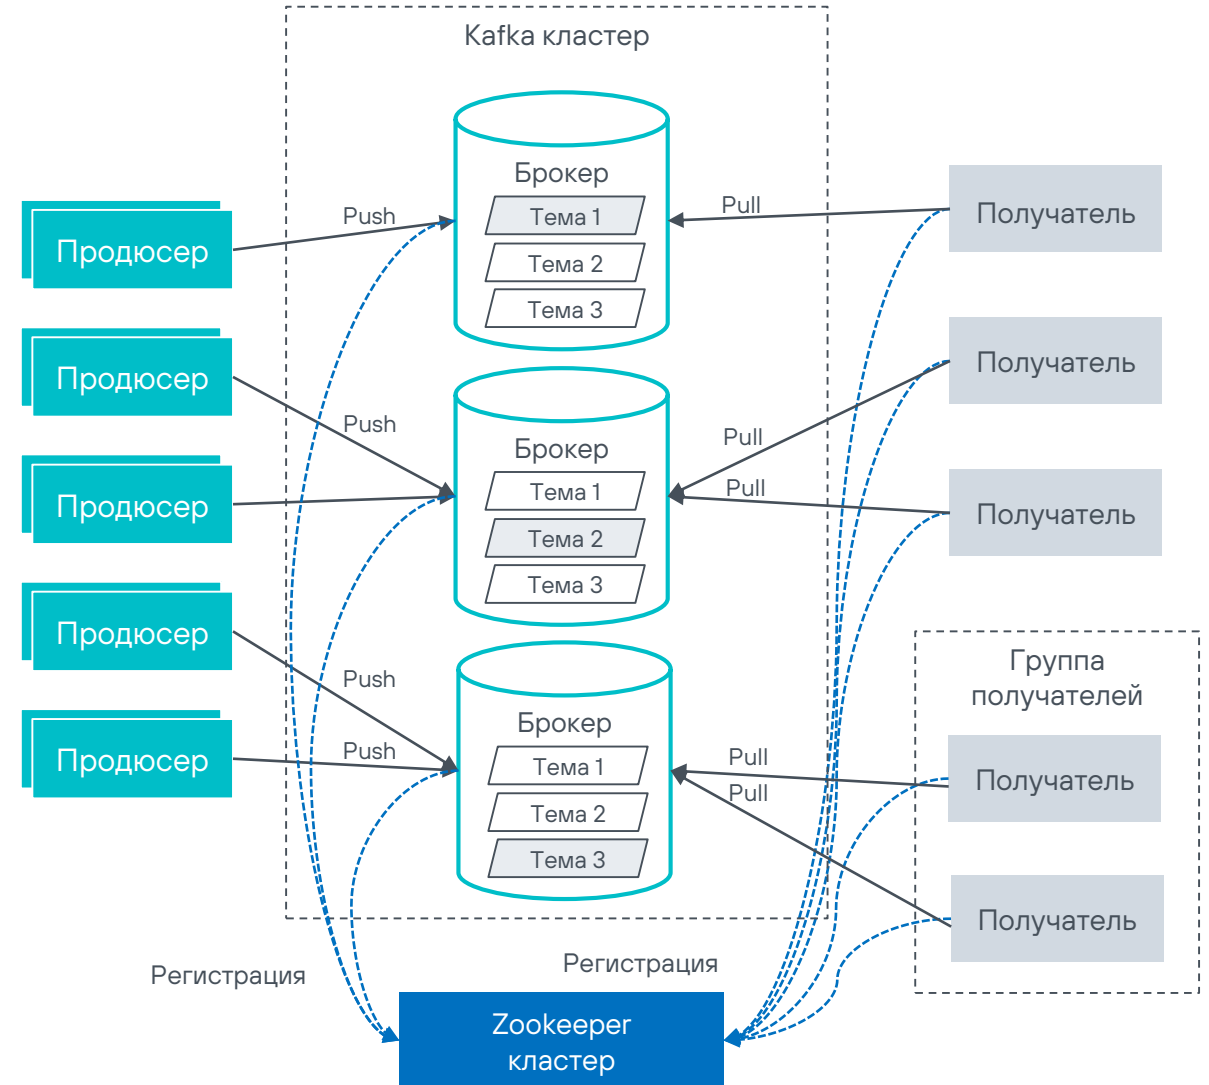 Kafka кластер
Брокер
Тема 1
Тема 2
Тема 3
Push
Pull
Продюсер
Получатель
Продюсер
Получатель
Push
Pull
Брокер
Тема 1
Тема 2
Тема 3
Pull
Продюсер
Получатель
Продюсер
Push
Группа
получателей
Брокер
Тема 1
Тема 2
Тема 3
Push
Pull
Pull
Продюсер
Получатель
Получатель
Регистрация
Регистрация
Zookeeper
кластер